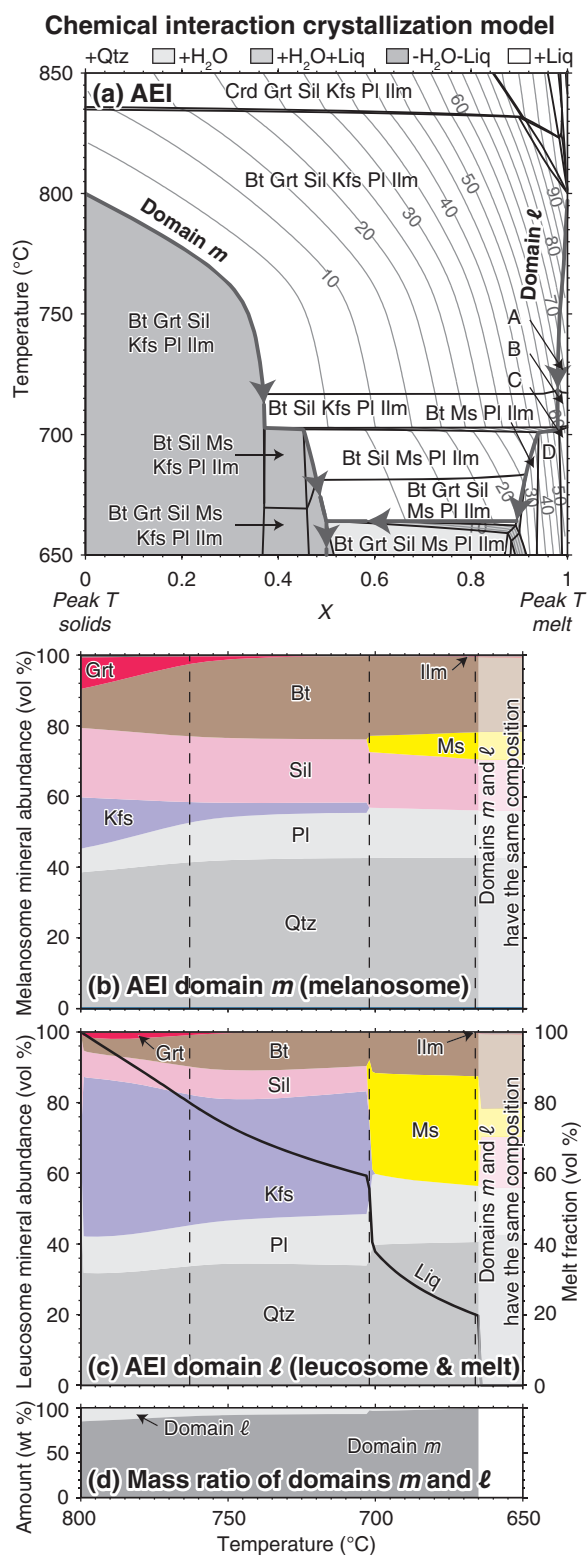 Chemical interaction crystallization model
+Qtz +H₂O +H₂O+Liq -H₂O-Liq +Liq
(a) AEI
Crd Grt Sil Kfs Pl Ilm
Bt Grt Sil Kfs Pl Ilm
Domain m
Domain ℓ
Bt Grt Sil
Kfs Pl Ilm
10
20
30
40
50
60
70
80
90
A
B
C
D
Bt Sil Kfs Pl Ilm
Bt Ms Pl Ilm
Bt Sil Ms
Kfs Pl Ilm
Bt Sil Ms Pl Ilm
Bt Grt Sil Ms
Kfs Pl Ilm
Bt Grt Sil
Ms Pl Ilm
Bt Grt Sil Ms Pl Ilm
20
30
40
50
850
800
750
700
650
Temperature (°C)
0 0.2 0.4 0.6 0.8 1
Peak T
solids
X
Peak T
melt
100
80
60
40
20
0
Melanosome mineral abundance (vol %)
Grt
Bt
Ilm
Ms
Sil
Kfs
Pl
Qtz
Domains m and ℓ
have the same composition
(b) AEI domain m (melanosome)
100
80
60
40
20
0
Leucosome mineral abundance (vol %)
Grt
Bt
Ilm
Sil
Ms
Kfs
Pl
Liq
Qtz
Domains m and ℓ
have the same composition
(c) AEI domain ℓ (leucosome & melt)
100
80
60
40
20
0
Melt fraction (vol %)
100
50
0
Amount (wt %)
Domain ℓ
Domain m
(d) Mass ratio of domains m and ℓ
800 750 700 650
Temperature (°C)